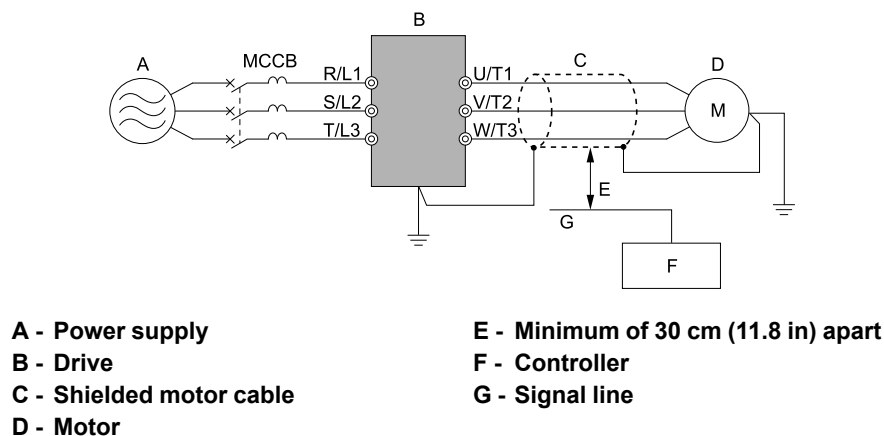 B
A
MCCB
R/L1
U/T1
C
D
S/L2
V/T2
M
T/L3
W/T3
E
G
F
A - Power supply
B - Drive
C - Shielded motor cable
D - Motor
E - Minimum of 30 cm (11.8 in) apart
F - Controller
G - Signal line